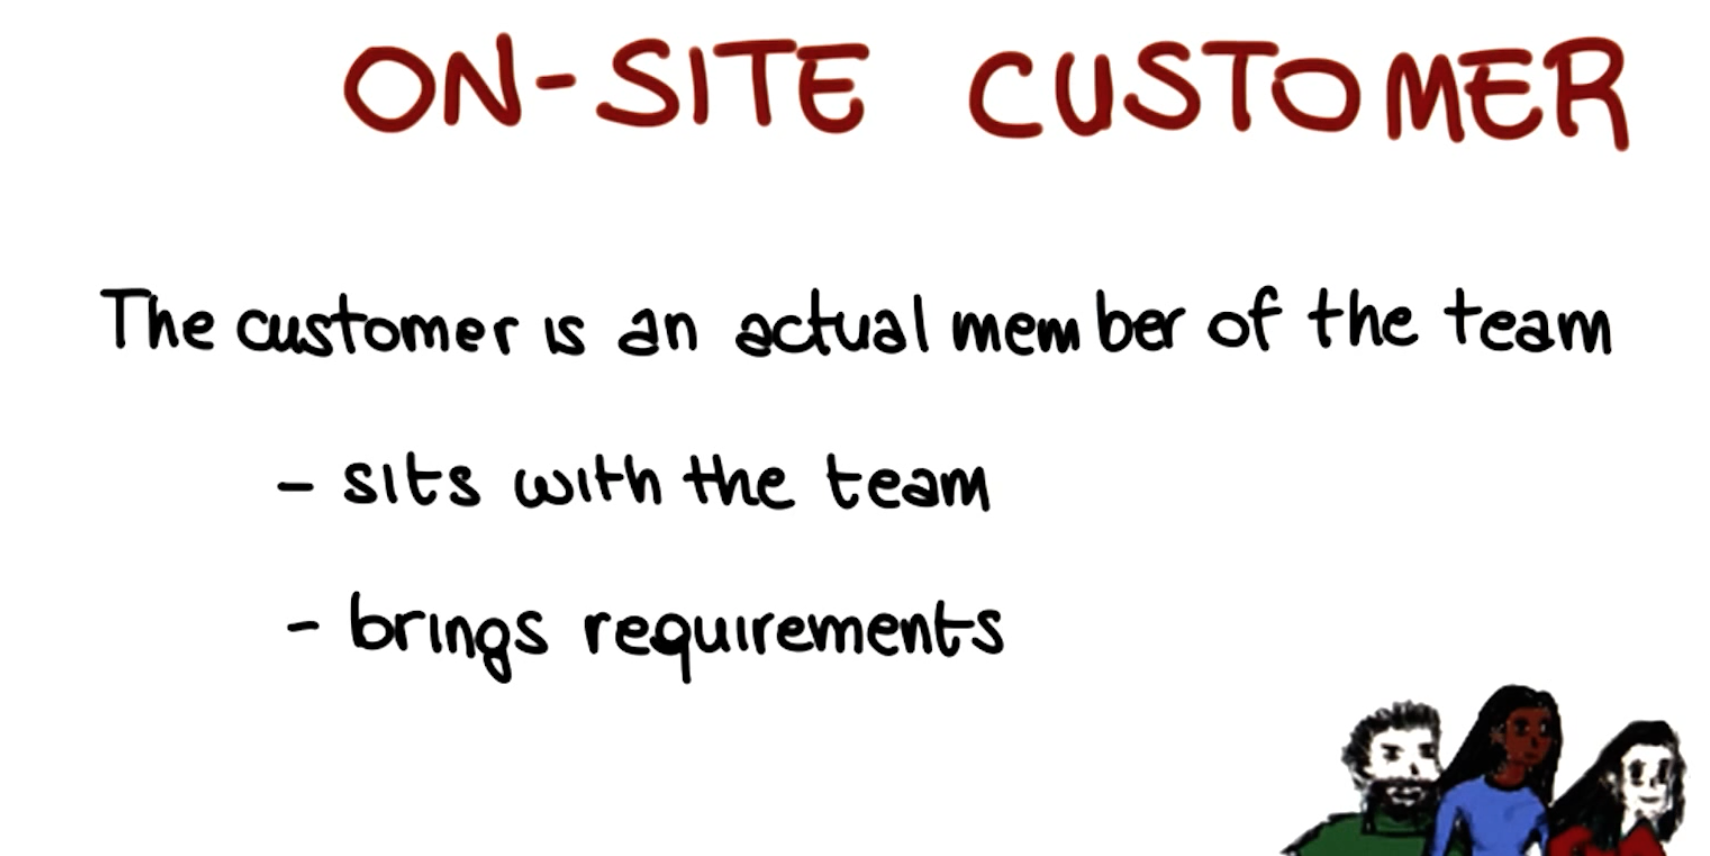 ON-SITE CUSTOMER
The customer is an actual member of the team
- sits with the team
- brings requirements